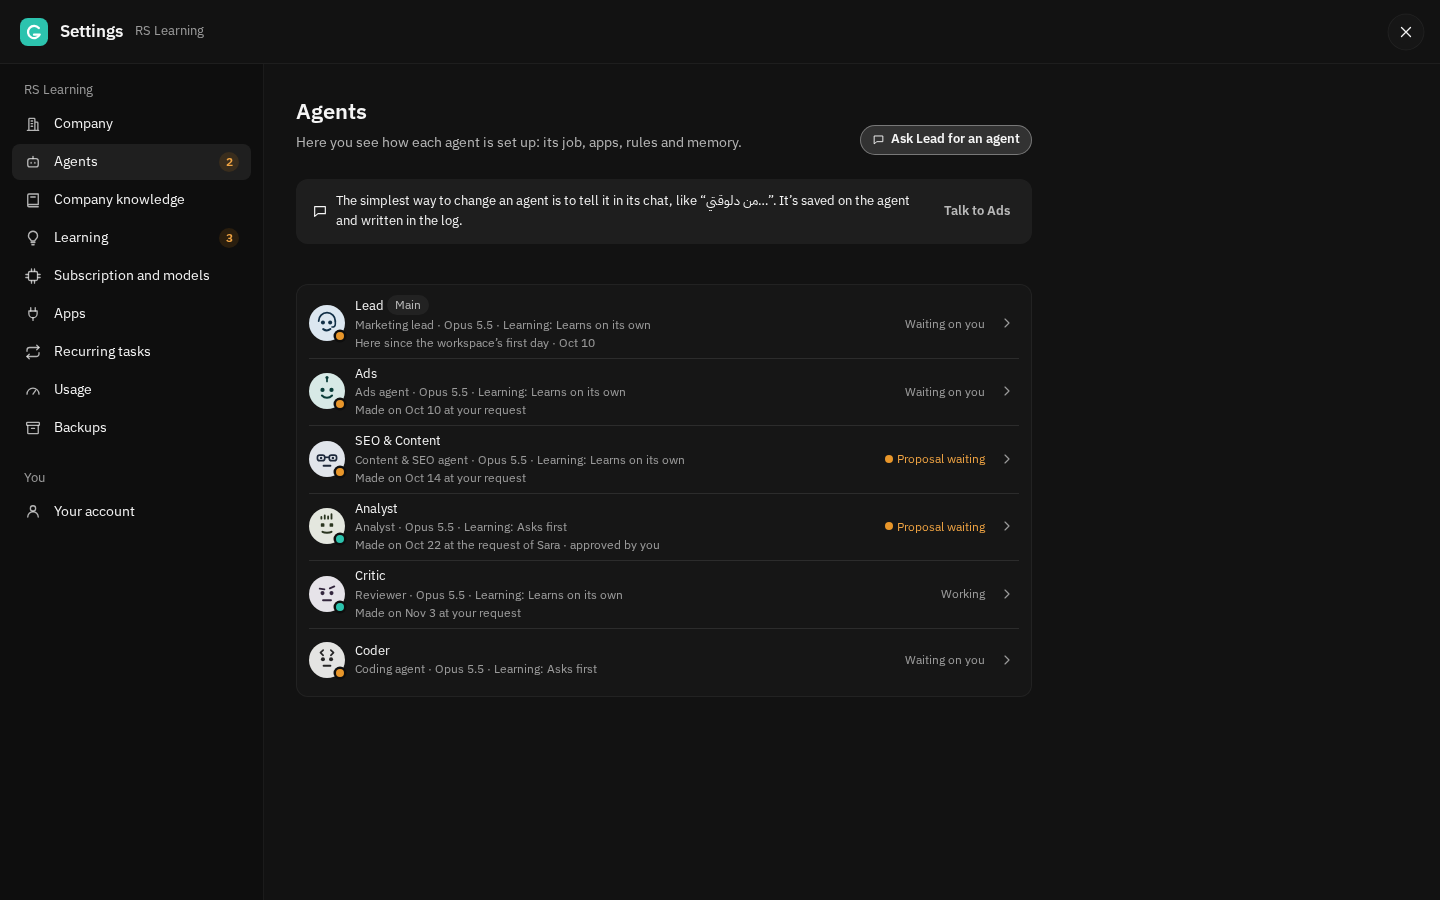 Settings RS Learning
RS Learning
Company
Agents 2
Company knowledge
Learning 3
Subscription and models
Apps
Recurring tasks
Usage
Backups
You
Your account
Agents
Here you see how each agent is set up: its job, apps, rules and memory.
Ask Lead for an agent
The simplest way to change an agent is to tell it in its chat, like “من دلوقتي…”. It’s saved on the agent
and written in the log.
Talk to Ads
Lead Main
Marketing lead · Opus 5.5 · Learning: Learns on its own
Here since the workspace’s first day · Oct 10
Waiting on you
Ads
Ads agent · Opus 5.5 · Learning: Learns on its own
Made on Oct 10 at your request
Waiting on you
SEO & Content
Content & SEO agent · Opus 5.5 · Learning: Learns on its own
Made on Oct 14 at your request
Proposal waiting
Analyst
Analyst · Opus 5.5 · Learning: Asks first
Made on Oct 22 at the request of Sara · approved by you
Proposal waiting
Critic
Reviewer · Opus 5.5 · Learning: Learns on its own
Made on Nov 3 at your request
Working
Coder
Coding agent · Opus 5.5 · Learning: Asks first
Waiting on you